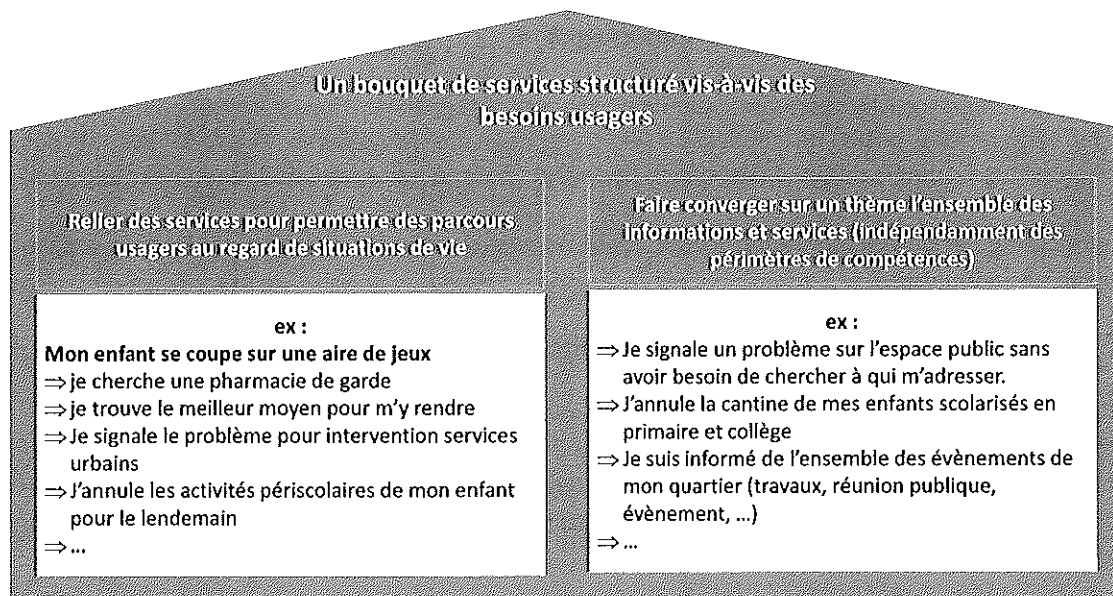 Un bouquet de services structuré vis-à-vis des
besoins usagers
Relier des services pour permettre des parcours
usagers au regard de situations de vie
ex :
Mon enfant se coupe sur une aire de jeux
⇒ je cherche une pharmacie de garde
⇒ je trouve le meilleur moyen pour m'y rendre
⇒ Je signale le problème pour intervention services
urbains
⇒ J'annule les activités périscolaires de mon enfant
pour le lendemain
⇒ ...
Faire converger sur un thème l'ensemble des
informations et services (indépendamment des
périmètres de compétences)
ex :
⇒ Je signale un problème sur l'espace public sans
avoir besoin de chercher à qui m'adresser.
⇒ J'annule la cantine de mes enfants scolarisés en
primaire et collège
⇒ Je suis informé de l'ensemble des évènements de
mon quartier (travaux, réunion publique,
évènement, ...)
⇒ ...